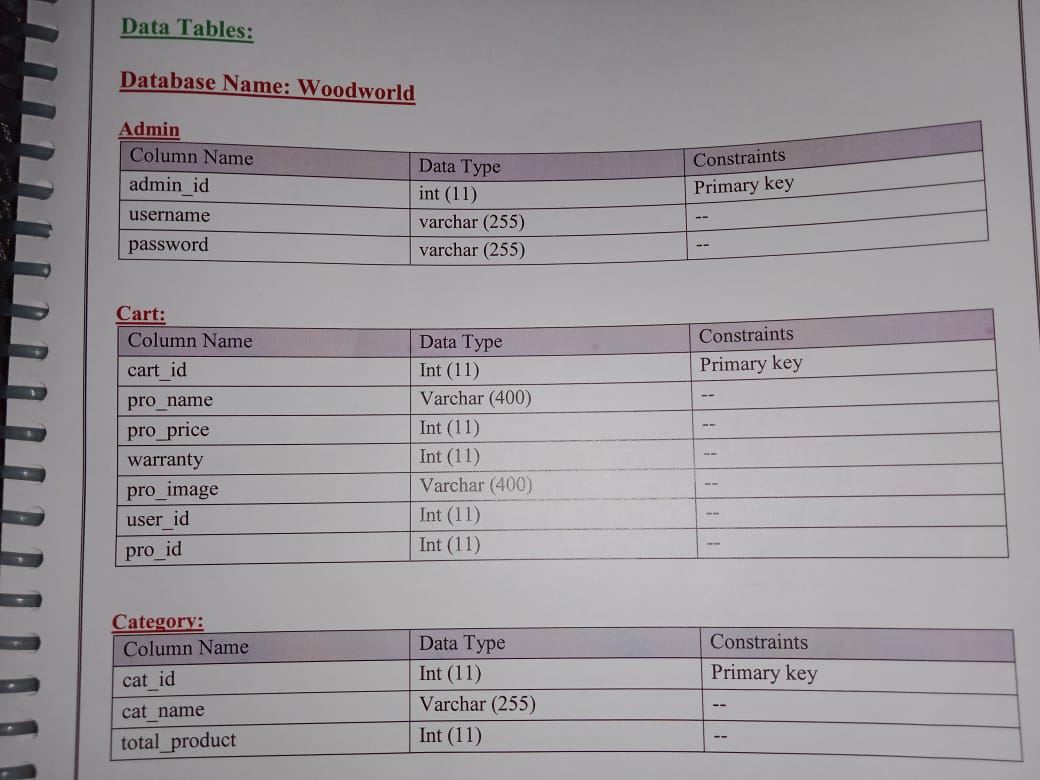 Data Tables:
Database Name: Woodworld
Admin
Column Name Data Type Constraints
admin_id int (11) Primary key
username varchar (255) --
password varchar (255) --
Cart:
Column Name Data Type Constraints
cart_id Int (11) Primary key
pro_name Varchar (400) --
pro_price Int (11) --
warranty Int (11) --
pro_image Varchar (400) --
user_id Int (11) --
pro_id Int (11) --
Category:
Column Name Data Type Constraints
cat_id Int (11) Primary key
cat_name Varchar (255) --
total_product Int (11) --